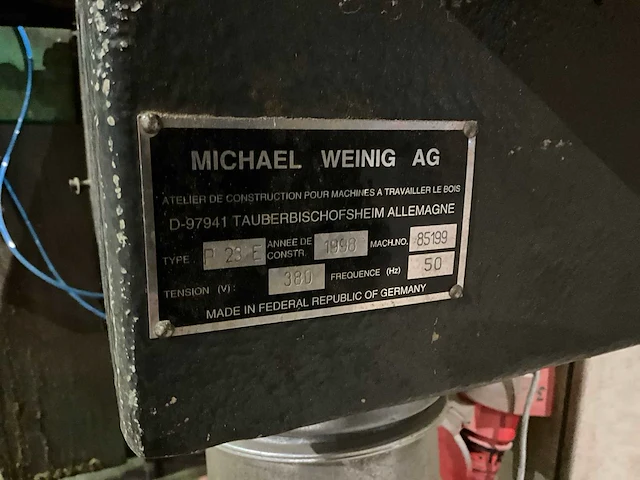 MICHAEL WEINIG AG
ATELIER DE CONSTRUCTION POUR MACHINES A TRAVAILLER LE BOIS
D-97941 TAUBERBISCHOFSHEIM ALLEMAGNE
TYPE. P 23 E ANNÉE DE CONSTR. 1998 MACH.NO. 85199
TENSION (V): 380 FREQUENCE (Hz) 50
MADE IN FEDERAL REPUBLIC OF GERMANY